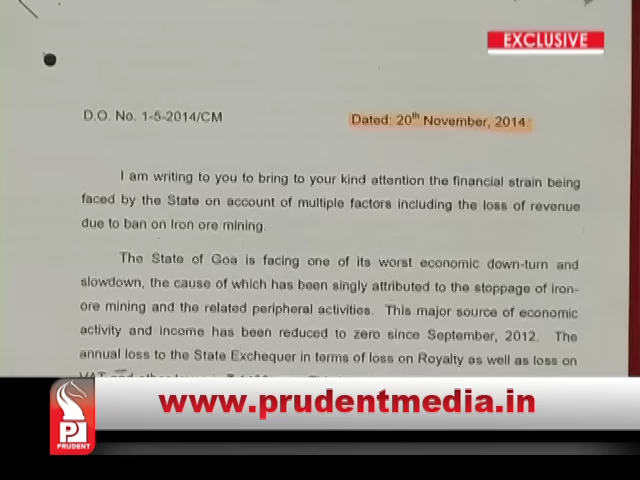 EXCLUSIVE
D.O. No. 1-5-2014/CM Dated: 20th November, 2014.
I am writing to you to bring to your kind attention the financial strain being
faced by the State on account of multiple factors including the loss of revenue
due to ban on Iron ore mining.
The State of Goa is facing one of its worst economic down-turn and
slowdown, the cause of which has been singly attributed to the stoppage of iron-
ore mining and the related peripheral activities. This major source of economic
activity and income has been reduced to zero since September, 2012. The
annual loss to the State Exchequer in terms of loss on Royalty as well as loss on
www.prudentmedia.in
PRUDENT